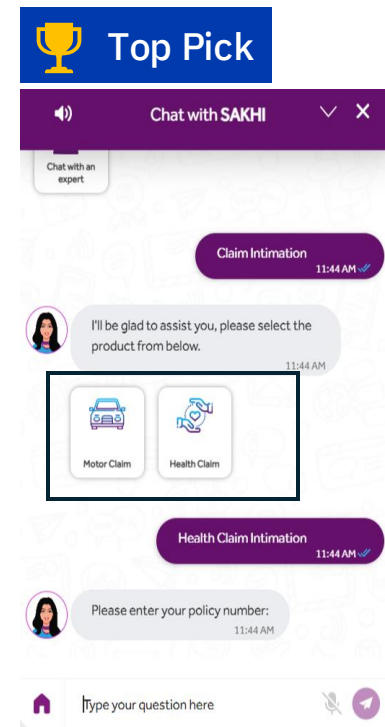 Top Pick
Chat with SAKHI
Chat with an
expert
Claim Intimation
11:44 AM
I'll be glad to assist you, please select the
product from below.
11:44 AM
Motor Claim
Health Claim
Health Claim Intimation
11:44 AM
Please enter your policy number:
11:44 AM
Type your question here